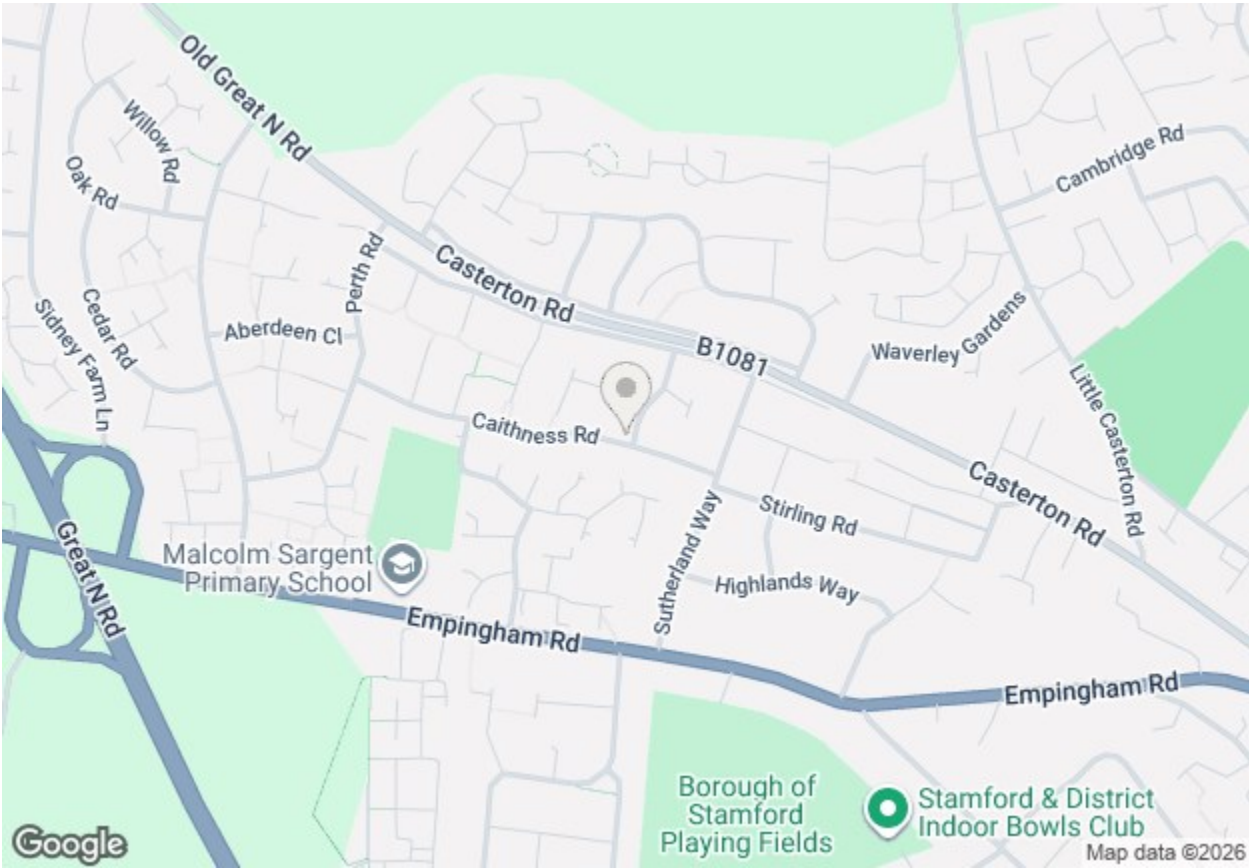 Old Great N Rd
Willow Rd
Oak Rd
Cambridge Rd
Perth Rd
Casterton Rd
Cedar Rd
Sidney Farm Ln
Aberdeen Cl
B1081
Waverley Gardens
Little Casterton Rd
Caithness Rd
Casterton Rd
Stirling Rd
Sutherland Way
Great N Rd
Malcolm Sargent
Primary School
Highlands Way
Empingham Rd
Empingham Rd
Borough of
Stamford
Playing Fields
Stamford & District
Indoor Bowls Club
Google
Map data ©2026